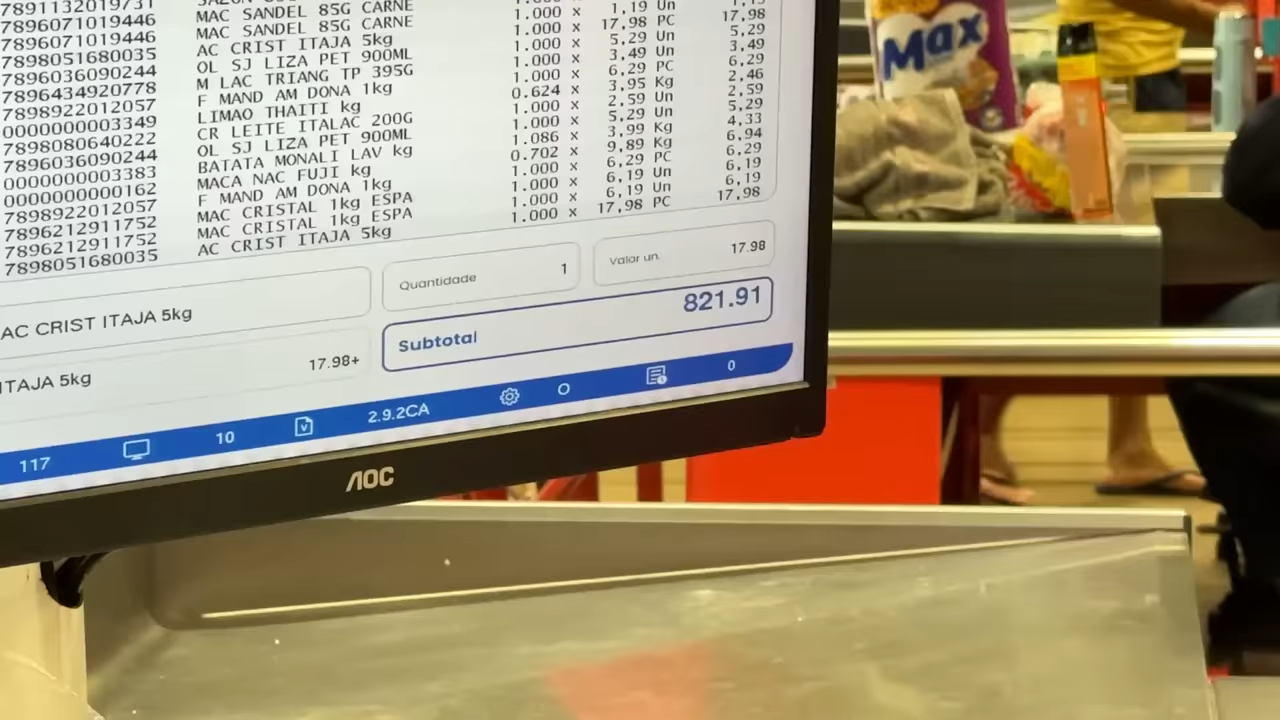 7891132019731
7896071019446 MAC SANDEL 85G CARNE
7896071019446 MAC SANDEL 85G CARNE 1.000 x 1,19 Un 1,19
7898051680035 AC CRIST ITAJA 5kg 1.000 x 17,98 PC 17,98
7896036090244 OL SJ LIZA PET 900ML 1.000 x 5,29 Un 5,29
7896434920778 M LAC TRIANG TP 395G 1.000 x 3,49 Un 3,49
7898922012057 F MAND AM DONA 1kg 1.000 x 6,29 PC 6,29
0000000003349 LIMAO THAITI kg 0.624 x 3,95 Kg 2,46
7898080640222 CR LEITE ITALAC 200G 1.000 x 2,59 Un 2,59
7896036090244 OL SJ LIZA PET 900ML 1.000 x 5,29 Un 5,29
0000000003383 BATATA MONALI LAV kg 1.086 x 3,99 Kg 4,33
0000000000162 MACA NAC FUJI kg 0.702 x 9,89 Kg 6,94
7898922012057 F MAND AM DONA 1kg 1.000 x 6,29 PC 6,29
7896212911752 MAC CRISTAL 1kg ESPA 1.000 x 6,19 Un 6,19
7896212911752 MAC CRISTAL 1kg ESPA 1.000 x 6,19 Un 6,19
7898051680035 AC CRIST ITAJA 5kg 1.000 x 17,98 PC 17,98
AC CRIST ITAJA 5kg Quantidade 1 Valor un. 17.98
ITAJA 5kg 17.98+ Subtotal 821.91
117 10 2.9.2CA 0
AOC
Max